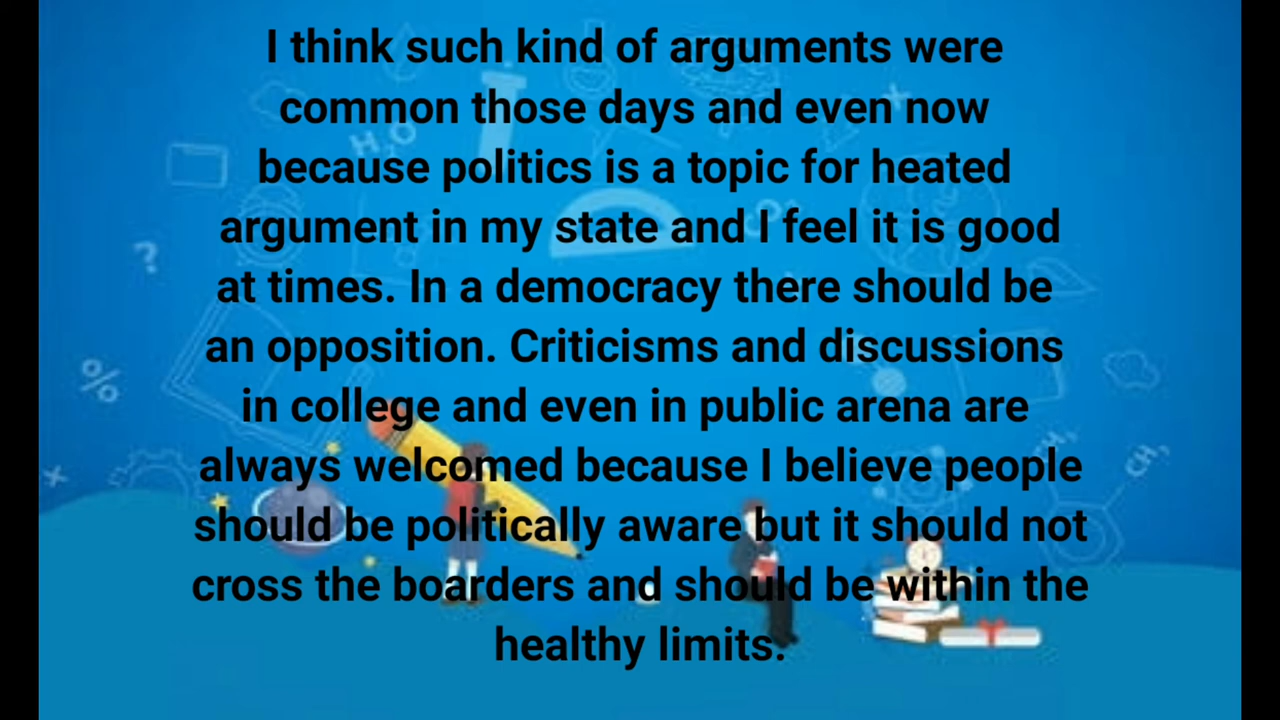 I think such kind of arguments were
common those days and even now
because politics is a topic for heated
argument in my state and I feel it is good
at times. In a democracy there should be
an opposition. Criticisms and discussions
in college and even in public arena are
always welcomed because I believe people
should be politically aware but it should not
cross the boarders and should be within the
healthy limits.
H₂O
?
%
CH₃